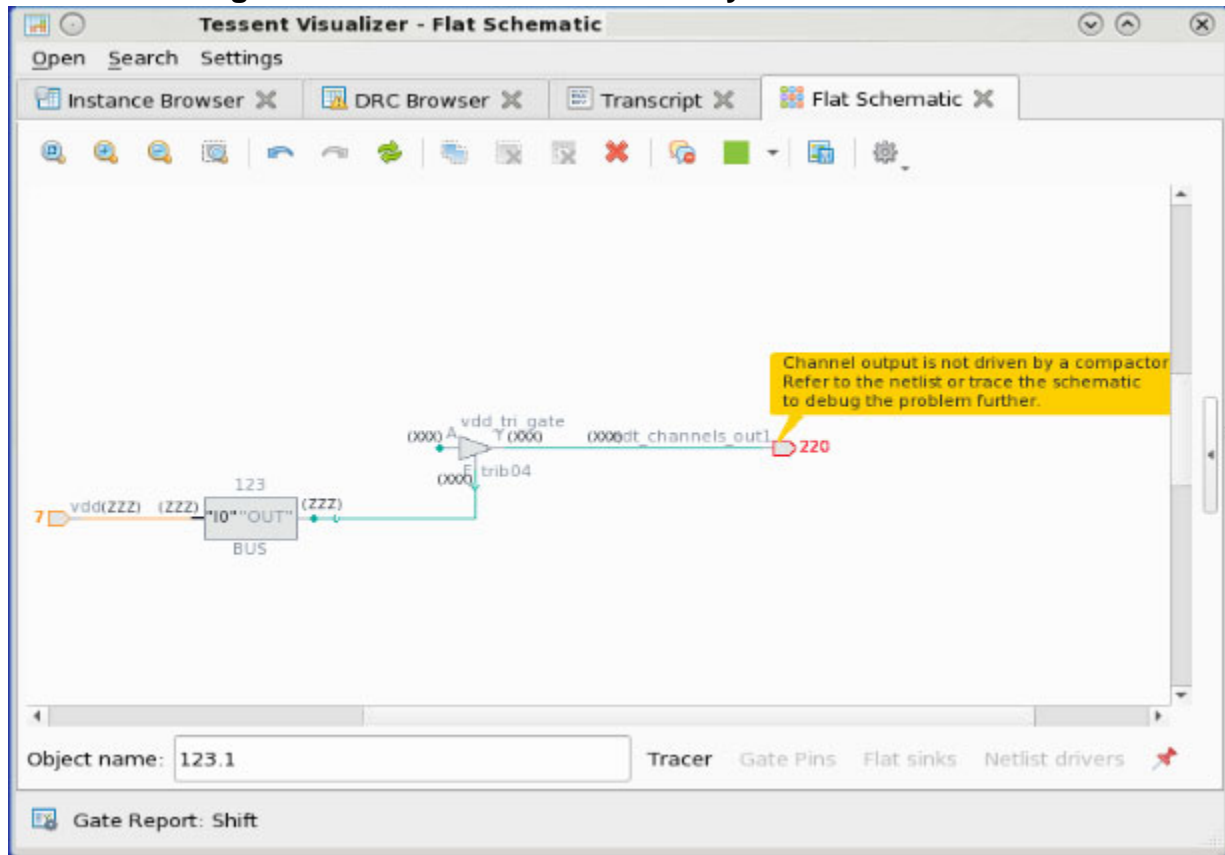 Tessent Visualizer - Flat Schematic
Open Search Settings
Instance Browser DRC Browser Transcript Flat Schematic
Channel output is not driven by a compactor
Refer to the netlist or trace the schematic
to debug the problem further.
vdd_tri_gate
(XXX) A Y (XXX) dt_channels_out1 220
(XXX) E trib04
123
7 vdd(ZZZ) (ZZZ) "I0" "OUT" (ZZZ)
BUS
Object name: 123.1 Tracer Gate Pins Flat sinks Netlist drivers
Gate Report: Shift